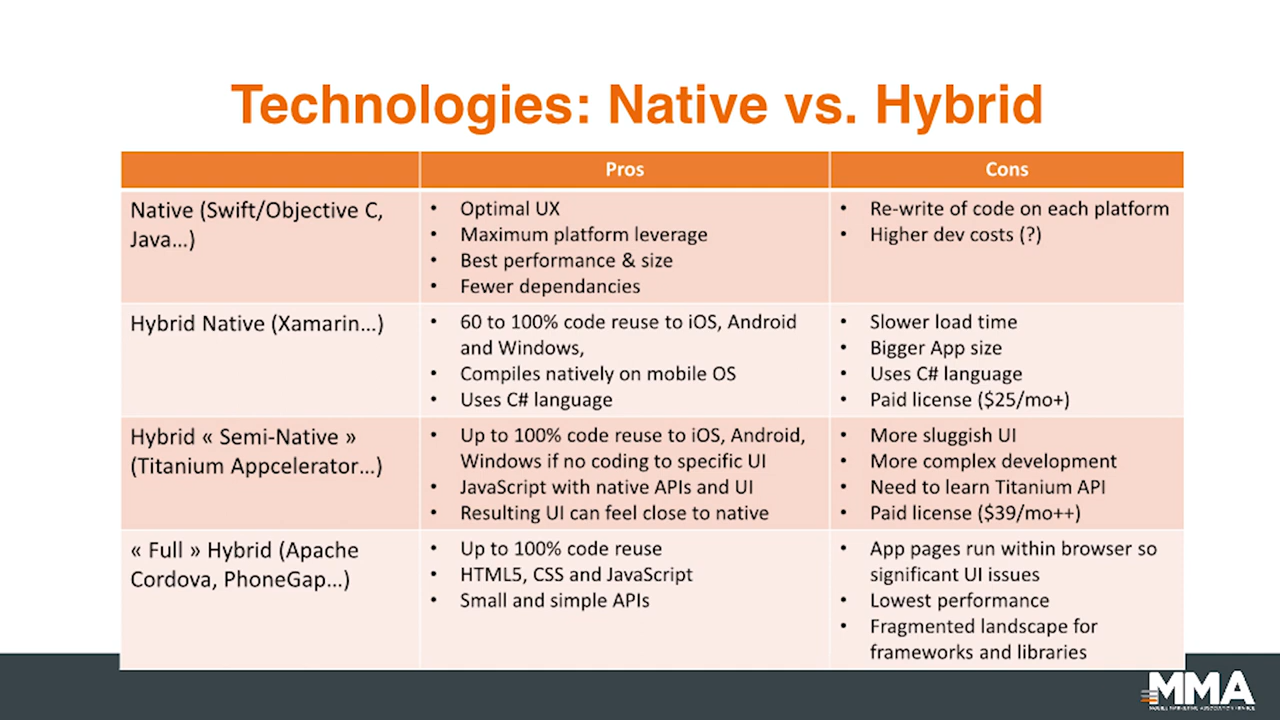 Technologies: Native vs. Hybrid
Pros
Cons
Native (Swift/Objective C,
Java...)
• Optimal UX
• Maximum platform leverage
• Best performance & size
• Fewer dependancies
• Re-write of code on each platform
• Higher dev costs (?)
Hybrid Native (Xamarin...)
• 60 to 100% code reuse to iOS, Android
and Windows,
• Compiles natively on mobile OS
• Uses C# language
• Slower load time
• Bigger App size
• Uses C# language
• Paid license ($25/mo+)
Hybrid « Semi-Native »
(Titanium Appcelerator...)
• Up to 100% code reuse to iOS, Android,
Windows if no coding to specific UI
• JavaScript with native APIs and UI
• Resulting UI can feel close to native
• More sluggish UI
• More complex development
• Need to learn Titanium API
• Paid license ($39/mo++)
« Full » Hybrid (Apache
Cordova, PhoneGap...)
• Up to 100% code reuse
• HTML5, CSS and JavaScript
• Small and simple APIs
• App pages run within browser so
significant UI issues
• Lowest performance
• Fragmented landscape for
frameworks and libraries
MMA